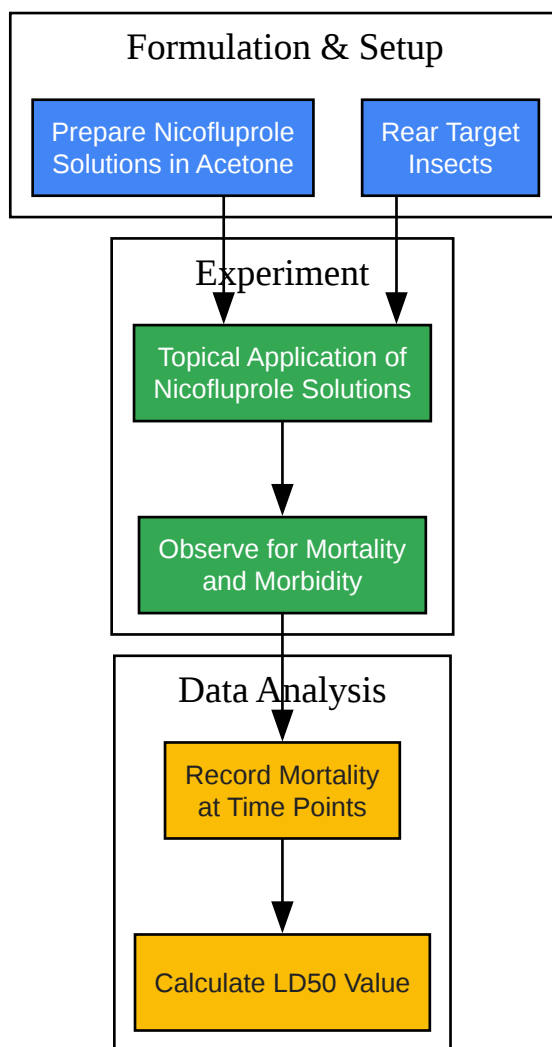 Formulation & Setup
Prepare Nicofluprole
Solutions in Acetone
Rear Target
Insects
Experiment
Topical Application of
Nicofluprole Solutions
Observe for Mortality
and Morbidity
Data Analysis
Record Mortality
at Time Points
Calculate LD50 Value